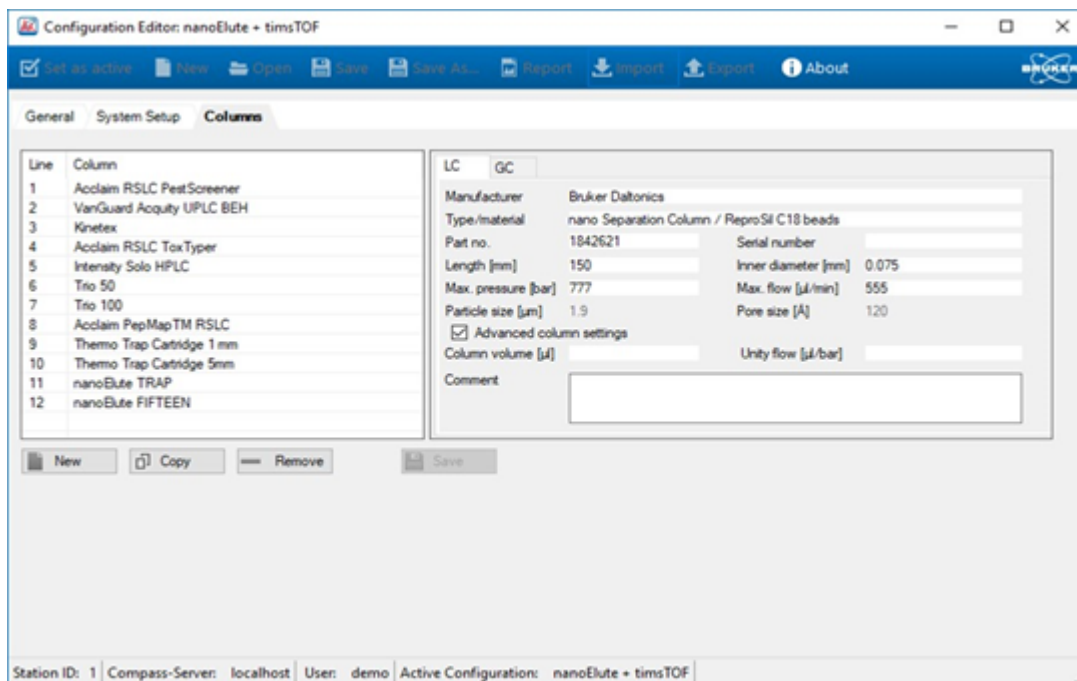 Configuration Editor: nanoElute + timsTOF
Set as active New Open Save Save As... Report Import Export About BRUKER
General System Setup Columns
Line Column
1 Acclaim RSLC PestScreener
2 VanGuard Acquity UPLC BEH
3 Kinetex
4 Acclaim RSLC ToxTyper
5 Intensity Solo HPLC
6 Trio 50
7 Trio 100
8 Acclaim PepMapTM RSLC
9 Thermo Trap Cartridge 1 mm
10 Thermo Trap Cartridge 5mm
11 nanoElute TRAP
12 nanoElute FIFTEEN
LC GC
Manufacturer Bruker Daltonics
Type/material nano Separation Column / ReproSil C18 beads
Part no. 1842621 Serial number
Length [mm] 150 Inner diameter [mm] 0.075
Max. pressure [bar] 777 Max. flow [µl/min] 555
Particle size [µm] 1.9 Pore size [Å] 120
Advanced column settings
Column volume [µl] Unity flow [µl/bar]
Comment
New Copy Remove Save
Station ID: 1 Compass-Server: localhost User: demo Active Configuration: nanoElute + timsTOF